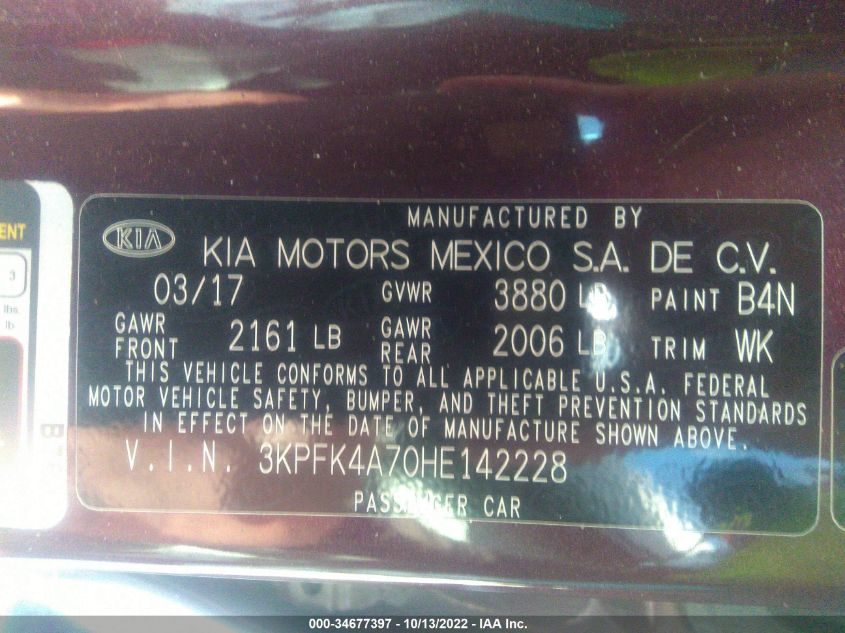 MANUFACTURED BY
KIA
KIA MOTORS MEXICO S.A. DE C.V.
03/17 GVWR 3880 LB PAINT B4N
GAWR FRONT 2161 LB GAWR REAR 2006 LB TRIM WK
THIS VEHICLE CONFORMS TO ALL APPLICABLE U.S.A. FEDERAL
MOTOR VEHICLE SAFETY, BUMPER, AND THEFT PREVENTION STANDARDS
IN EFFECT ON THE DATE OF MANUFACTURE SHOWN ABOVE.
V.I.N. 3KPFK4A70HE142228
PASSENGER CAR
3
lbs
lb
000-34677397 - 10/13/2022 - IAA Inc.